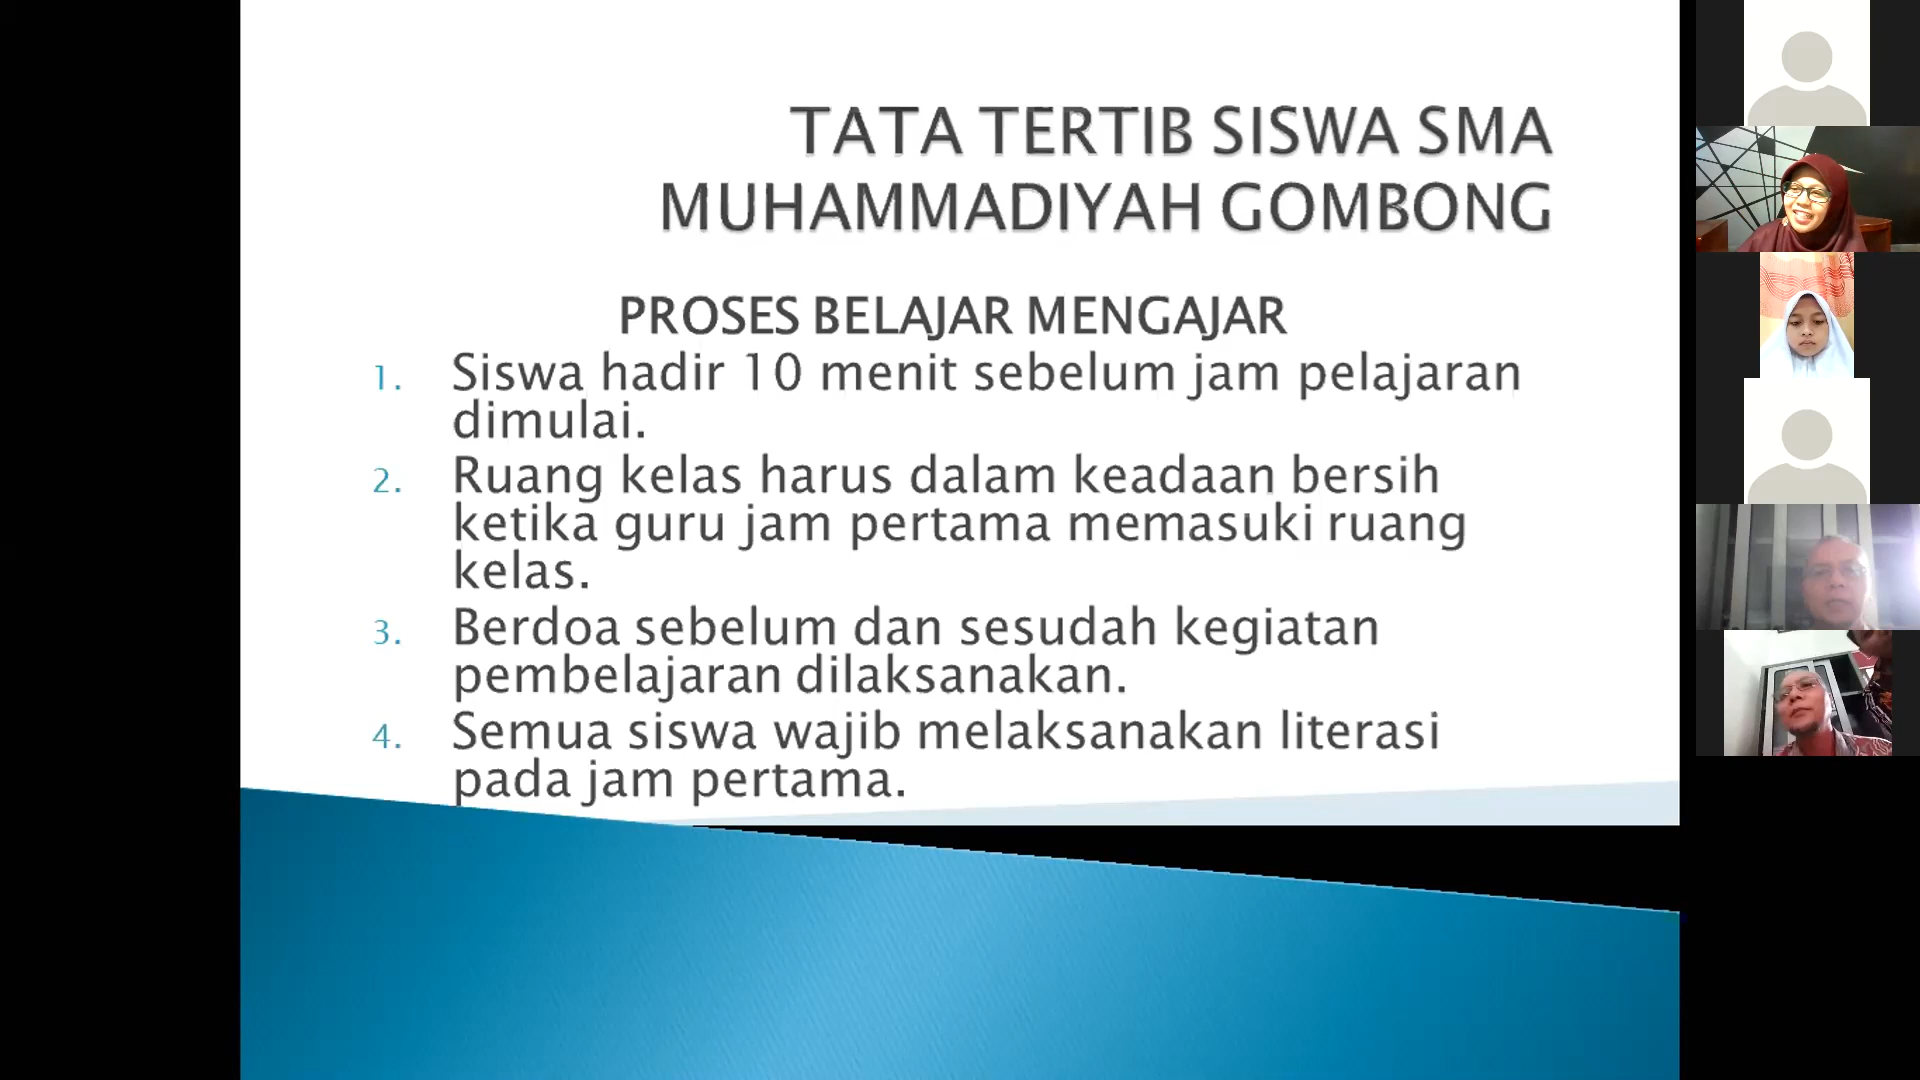 TATA TERTIB SISWA SMA
MUHAMMADIYAH GOMBONG
PROSES BELAJAR MENGAJAR
1. Siswa hadir 10 menit sebelum jam pelajaran
dimulai.
2. Ruang kelas harus dalam keadaan bersih
ketika guru jam pertama memasuki ruang
kelas.
3. Berdoa sebelum dan sesudah kegiatan
pembelajaran dilaksanakan.
4. Semua siswa wajib melaksanakan literasi
pada jam pertama.